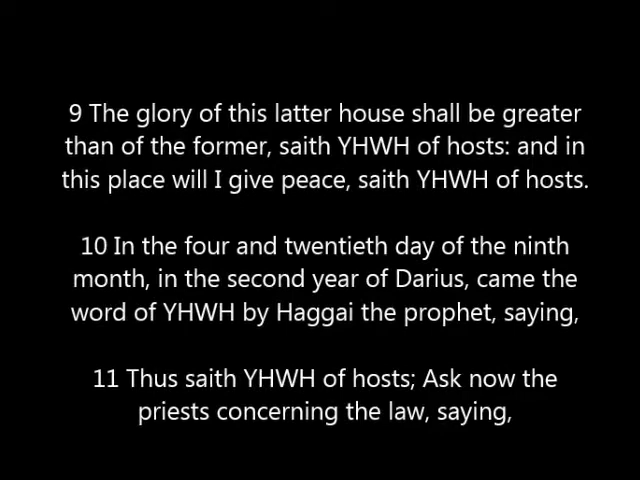 9 The glory of this latter house shall be greater
than of the former, saith YHWH of hosts: and in
this place will I give peace, saith YHWH of hosts.
10 In the four and twentieth day of the ninth
month, in the second year of Darius, came the
word of YHWH by Haggai the prophet, saying,
11 Thus saith YHWH of hosts; Ask now the
priests concerning the law, saying,